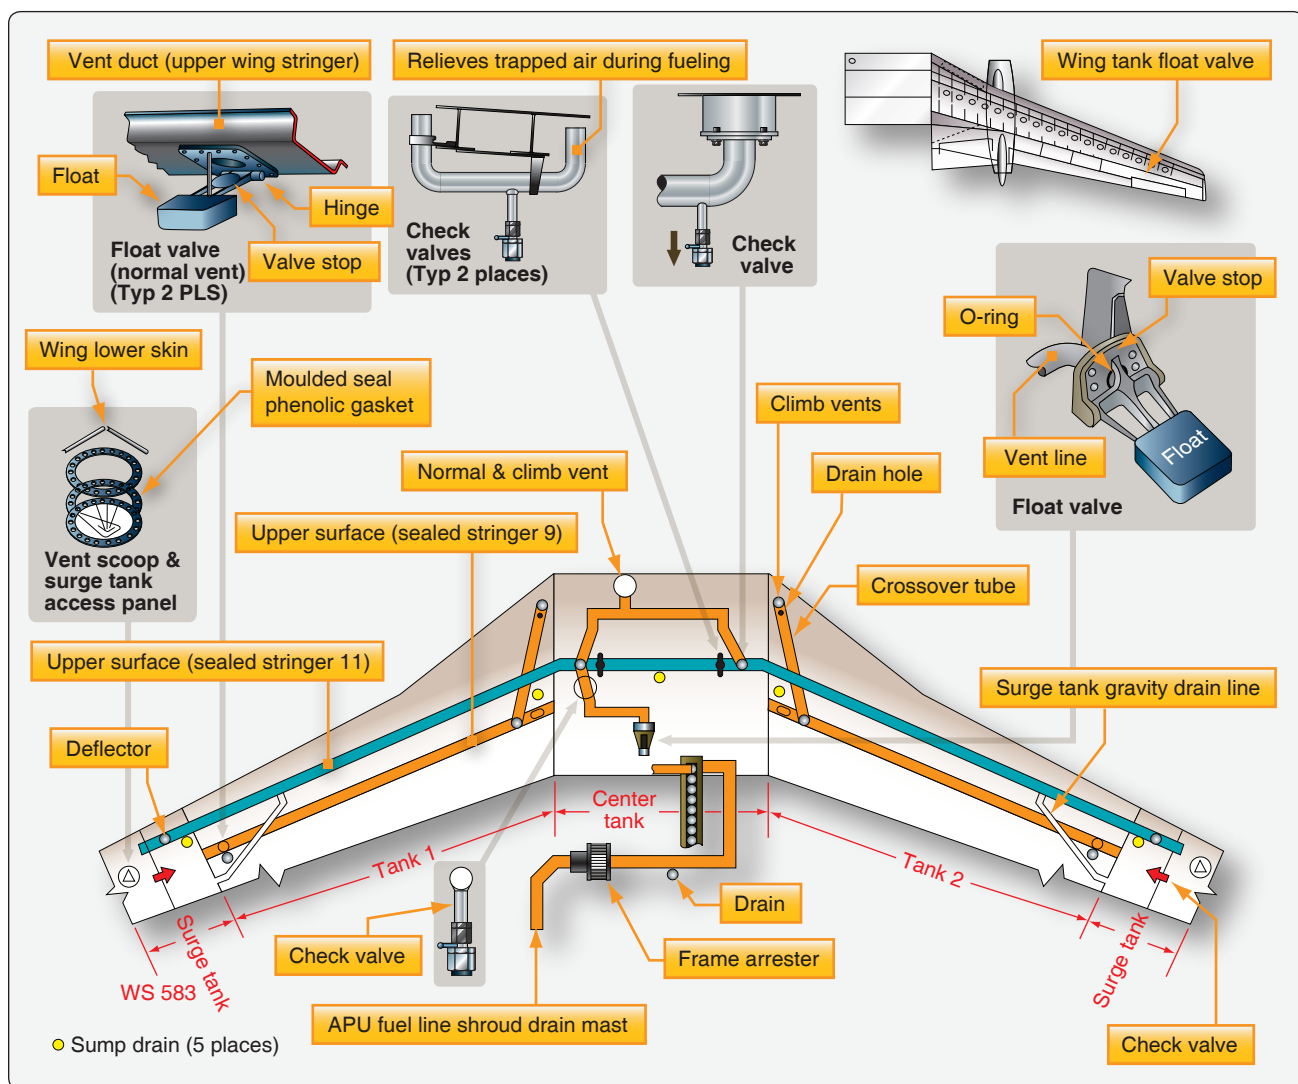 Vent duct (upper wing stringer)
Relieves trapped air during fueling
Wing tank float valve
Float
Hinge
Valve stop
Float valve
(normal vent)
(Typ 2 PLS)
Check
valves
(Typ 2 places)
Check
valve
Valve stop
O-ring
Vent line
Float
Float valve
Wing lower skin
Moulded seal
phenolic gasket
Vent scoop &
surge tank
access panel
Climb vents
Normal & climb vent
Drain hole
Upper surface (sealed stringer 9)
Crossover tube
Upper surface (sealed stringer 11)
Surge tank gravity drain line
Deflector
Center
tank
Tank 1
Tank 2
Surge tank
WS 583
Surge tank
Drain
Check valve
Frame arrester
APU fuel line shroud drain mast
Check valve
Sump drain (5 places)